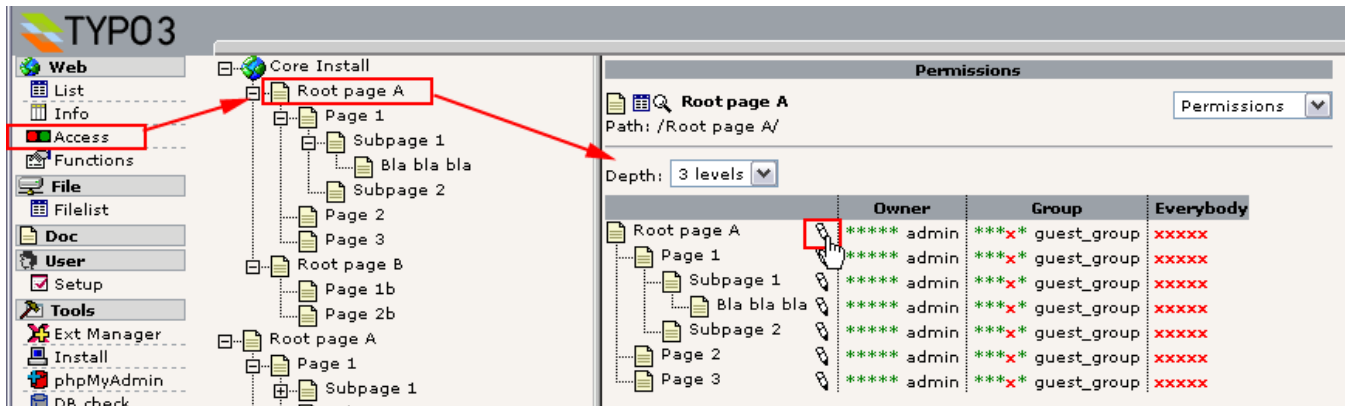 TYPO3
Web
List
Info
Access
Functions
File
Filelist
Doc
User
Setup
Tools
Ext Manager
Install
phpMyAdmin
DB check
Core Install
Root page A
Page 1
Subpage 1
Bla bla bla
Subpage 2
Page 2
Page 3
Root page B
Page 1b
Page 2b
Root page A
Page 1
Subpage 1
Permissions
Root page A
Permissions
Path: /Root page A/
Depth: 3 levels
Owner Group Everybody
Root page A ***** admin ***x* guest_group xxxxx
Page 1 ***** admin ***x* guest_group xxxxx
Subpage 1 ***** admin ***x* guest_group xxxxx
Bla bla bla ***** admin ***x* guest_group xxxxx
Subpage 2 ***** admin ***x* guest_group xxxxx
Page 2 ***** admin ***x* guest_group xxxxx
Page 3 ***** admin ***x* guest_group xxxxx